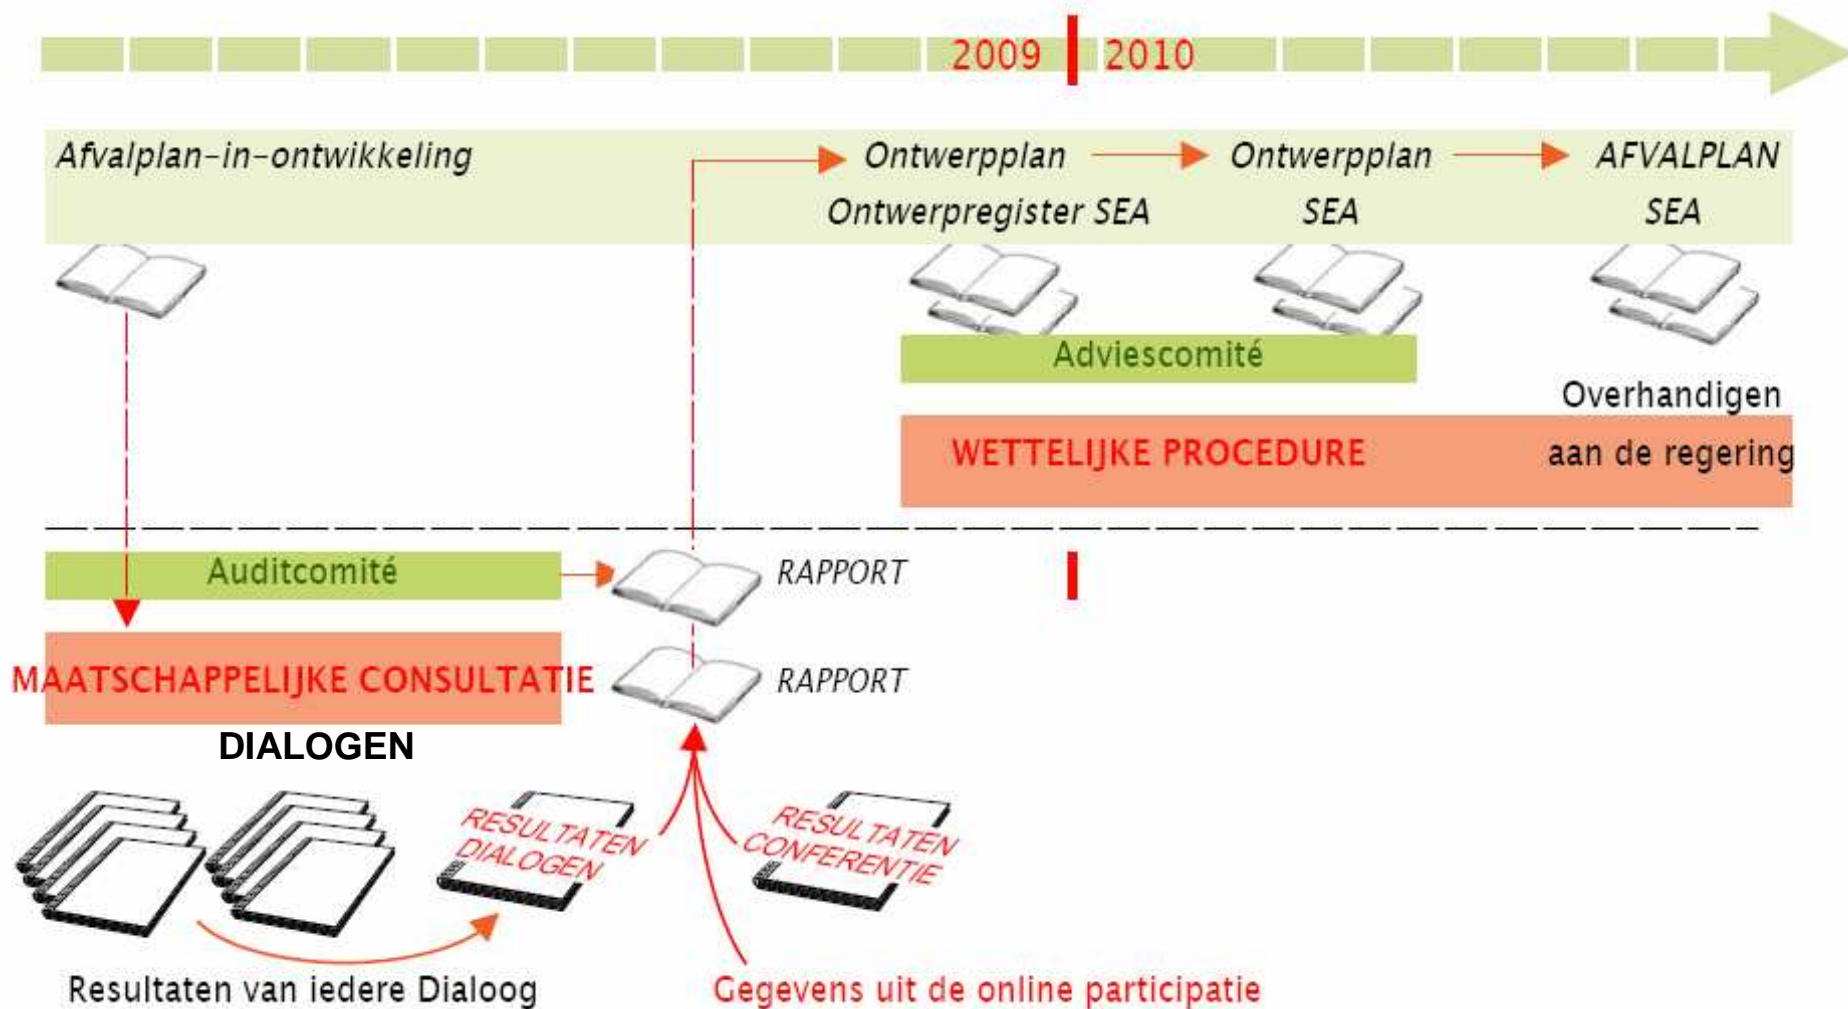 2009 2010
Afvalplan-in-ontwikkeling
Ontwerpplan
Ontwerpplan
AFVALPLAN
Ontwerpregister SEA
SEA
SEA
Adviescomité
Overhandigen
WETTELIJKE PROCEDURE
aan de regering
Auditcomité
RAPPORT
MAATSCHAPPELIJKE CONSULTATIE
RAPPORT
DIALOGEN
RESULTATEN
DIALOGEN
RESULTATEN
CONFERENTIE
Resultaten van iedere Dialoog
Gegevens uit de online participatie